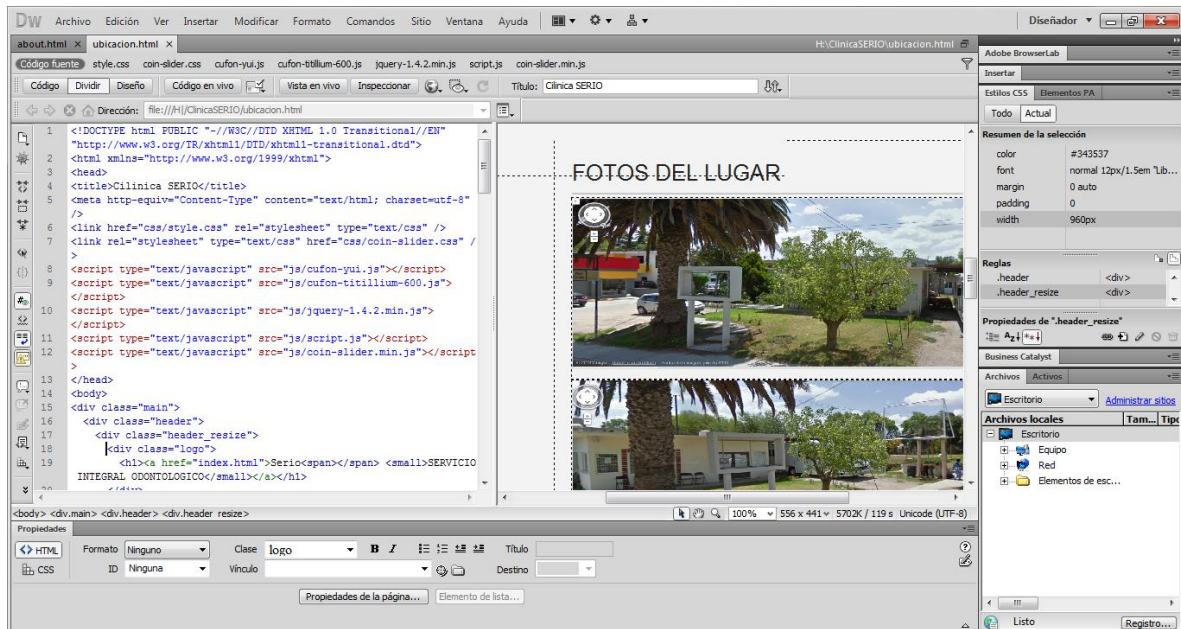 DW Archivo Edición Ver Insertar Modificar Formato Comandos Sitio Ventana Ayuda Diseñador
about.html × ubicacion.html × H:\ClinicaSERIO\ubicacion.html
Código fuente style.css coin-slider.css cufon-yui.js cufon-titillium-600.js jquery-1.4.2.min.js script.js coin-slider.min.js
Código Dividir Diseño Código en vivo Vista en vivo Inspeccionar Título: Cilinica SERIO
Dirección: file:///H|/ClinicaSERIO/ubicacion.html
1 <!DOCTYPE html PUBLIC "-//W3C//DTD XHTML 1.0 Transitional//EN"
"http://www.w3.org/TR/xhtml1/DTD/xhtml1-transitional.dtd">
2 <html xmlns="http://www.w3.org/1999/xhtml">
3 <head>
4 <title>Cilinica SERIO</title>
5 <meta http-equiv="Content-Type" content="text/html; charset=utf-8"
/>
6 <link href="css/style.css" rel="stylesheet" type="text/css" />
7 <link rel="stylesheet" type="text/css" href="css/coin-slider.css" /
>
8 <script type="text/javascript" src="js/cufon-yui.js"></script>
9 <script type="text/javascript" src="js/cufon-titillium-600.js">
</script>
10 <script type="text/javascript" src="js/jquery-1.4.2.min.js">
</script>
11 <script type="text/javascript" src="js/script.js"></script>
12 <script type="text/javascript" src="js/coin-slider.min.js"></script
>
13 </head>
14 <body>
15 <div class="main">
16 <div class="header">
17 <div class="header_resize">
18 <div class="logo">
19 <h1><a href="index.html">Serio<span></span> <small>SERVICIO
INTEGRAL ODONTOLOGICO</small></a></h1>
20 </div>
FOTOS DEL LUGAR
<body> <div.main> <div.header> <div.header_resize> 100% 556 x 441 5702K / 119 s Unicode (UTF-8)
Propiedades
HTML Formato Ninguno Clase logo B I Título
CSS ID Ninguna Vínculo Destino
Propiedades de la página... Elemento de lista...
Adobe BrowserLab
Insertar
Estilos CSS Elementos PA
Todo Actual
Resumen de la selección
color #343537
font normal 12px/1.5em "Lib...
margin 0 auto
padding 0
width 960px
Reglas
.header <div>
.header_resize <div>
Propiedades de ".header_resize"
Business Catalyst
Archivos Activos
Escritorio Administrar sitios
Archivos locales Tam... Tipo
Escritorio
Equipo
Red
Elementos de esc...
Listo Registro...